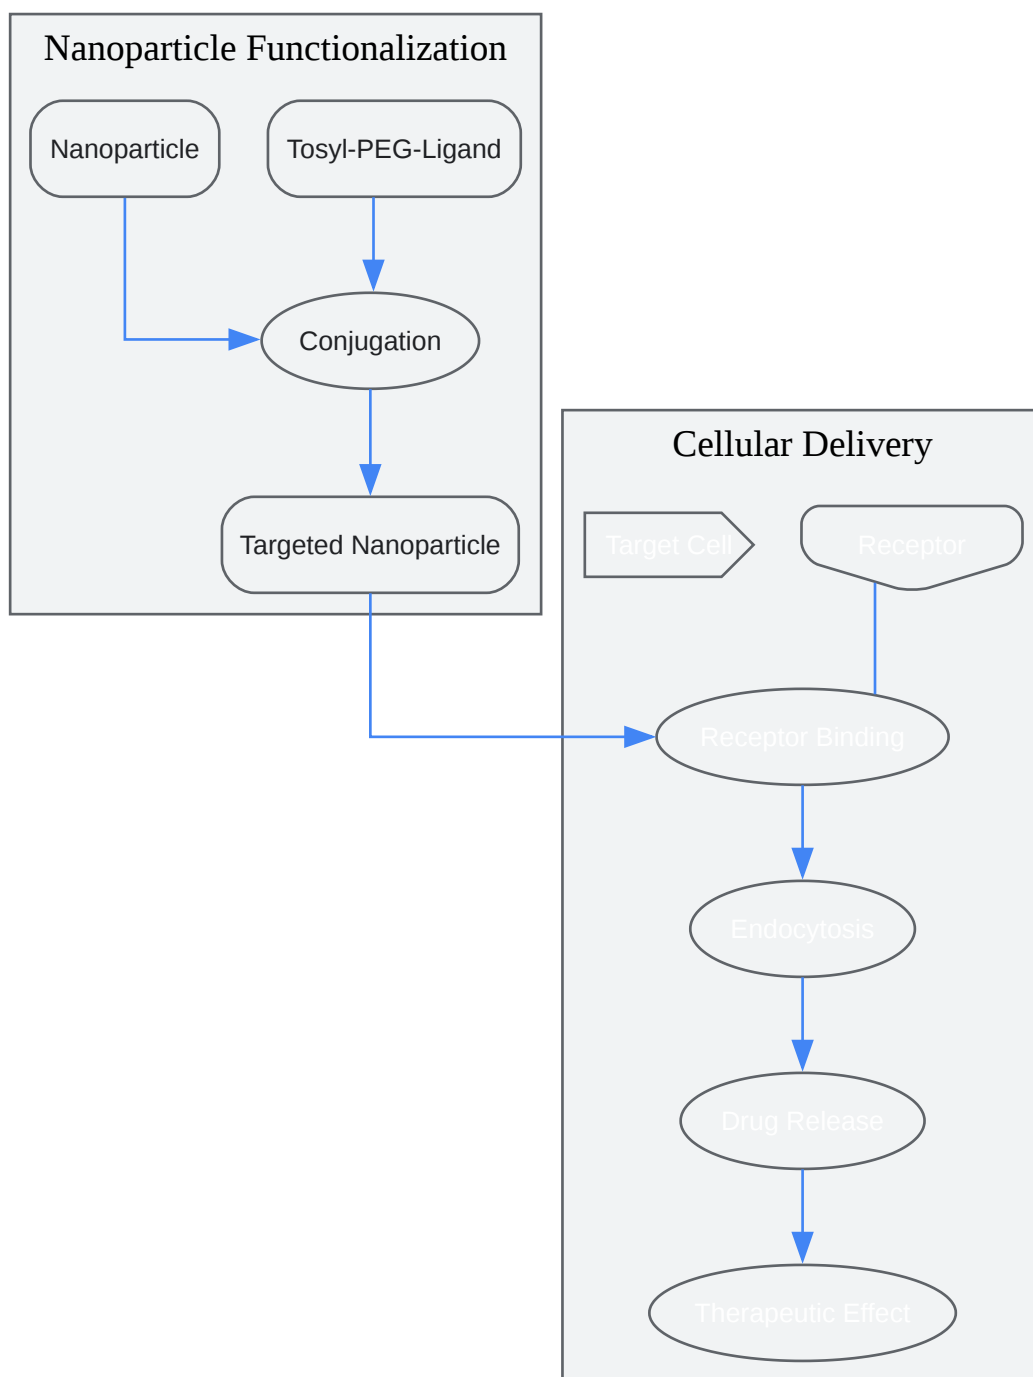 Nanoparticle Functionalization
Nanoparticle
Tosyl-PEG-Ligand
Conjugation
Targeted Nanoparticle
Cellular Delivery
Target Cell
Receptor
Receptor Binding
Endocytosis
Drug Release
Therapeutic Effect